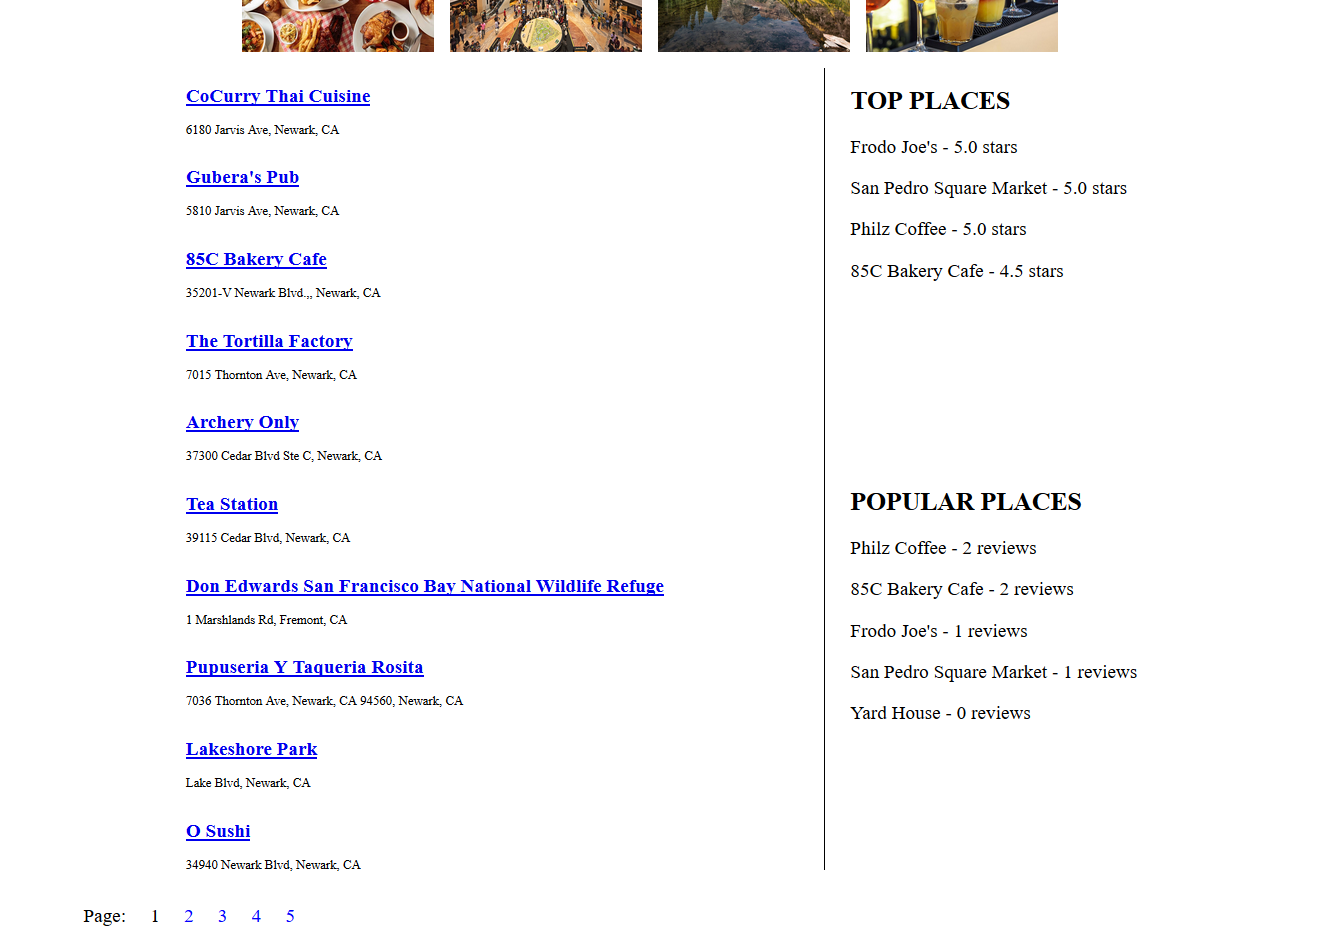 CoCurry Thai Cuisine
6180 Jarvis Ave, Newark, CA
Gubera's Pub
5810 Jarvis Ave, Newark, CA
85C Bakery Cafe
35201-V Newark Blvd.,, Newark, CA
The Tortilla Factory
7015 Thornton Ave, Newark, CA
Archery Only
37300 Cedar Blvd Ste C, Newark, CA
Tea Station
39115 Cedar Blvd, Newark, CA
Don Edwards San Francisco Bay National Wildlife Refuge
1 Marshlands Rd, Fremont, CA
Pupuseria Y Taqueria Rosita
7036 Thornton Ave, Newark, CA 94560, Newark, CA
Lakeshore Park
Lake Blvd, Newark, CA
O Sushi
34940 Newark Blvd, Newark, CA
TOP PLACES
Frodo Joe's - 5.0 stars
San Pedro Square Market - 5.0 stars
Philz Coffee - 5.0 stars
85C Bakery Cafe - 4.5 stars
POPULAR PLACES
Philz Coffee - 2 reviews
85C Bakery Cafe - 2 reviews
Frodo Joe's - 1 reviews
San Pedro Square Market - 1 reviews
Yard House - 0 reviews
Page: 1 2 3 4 5